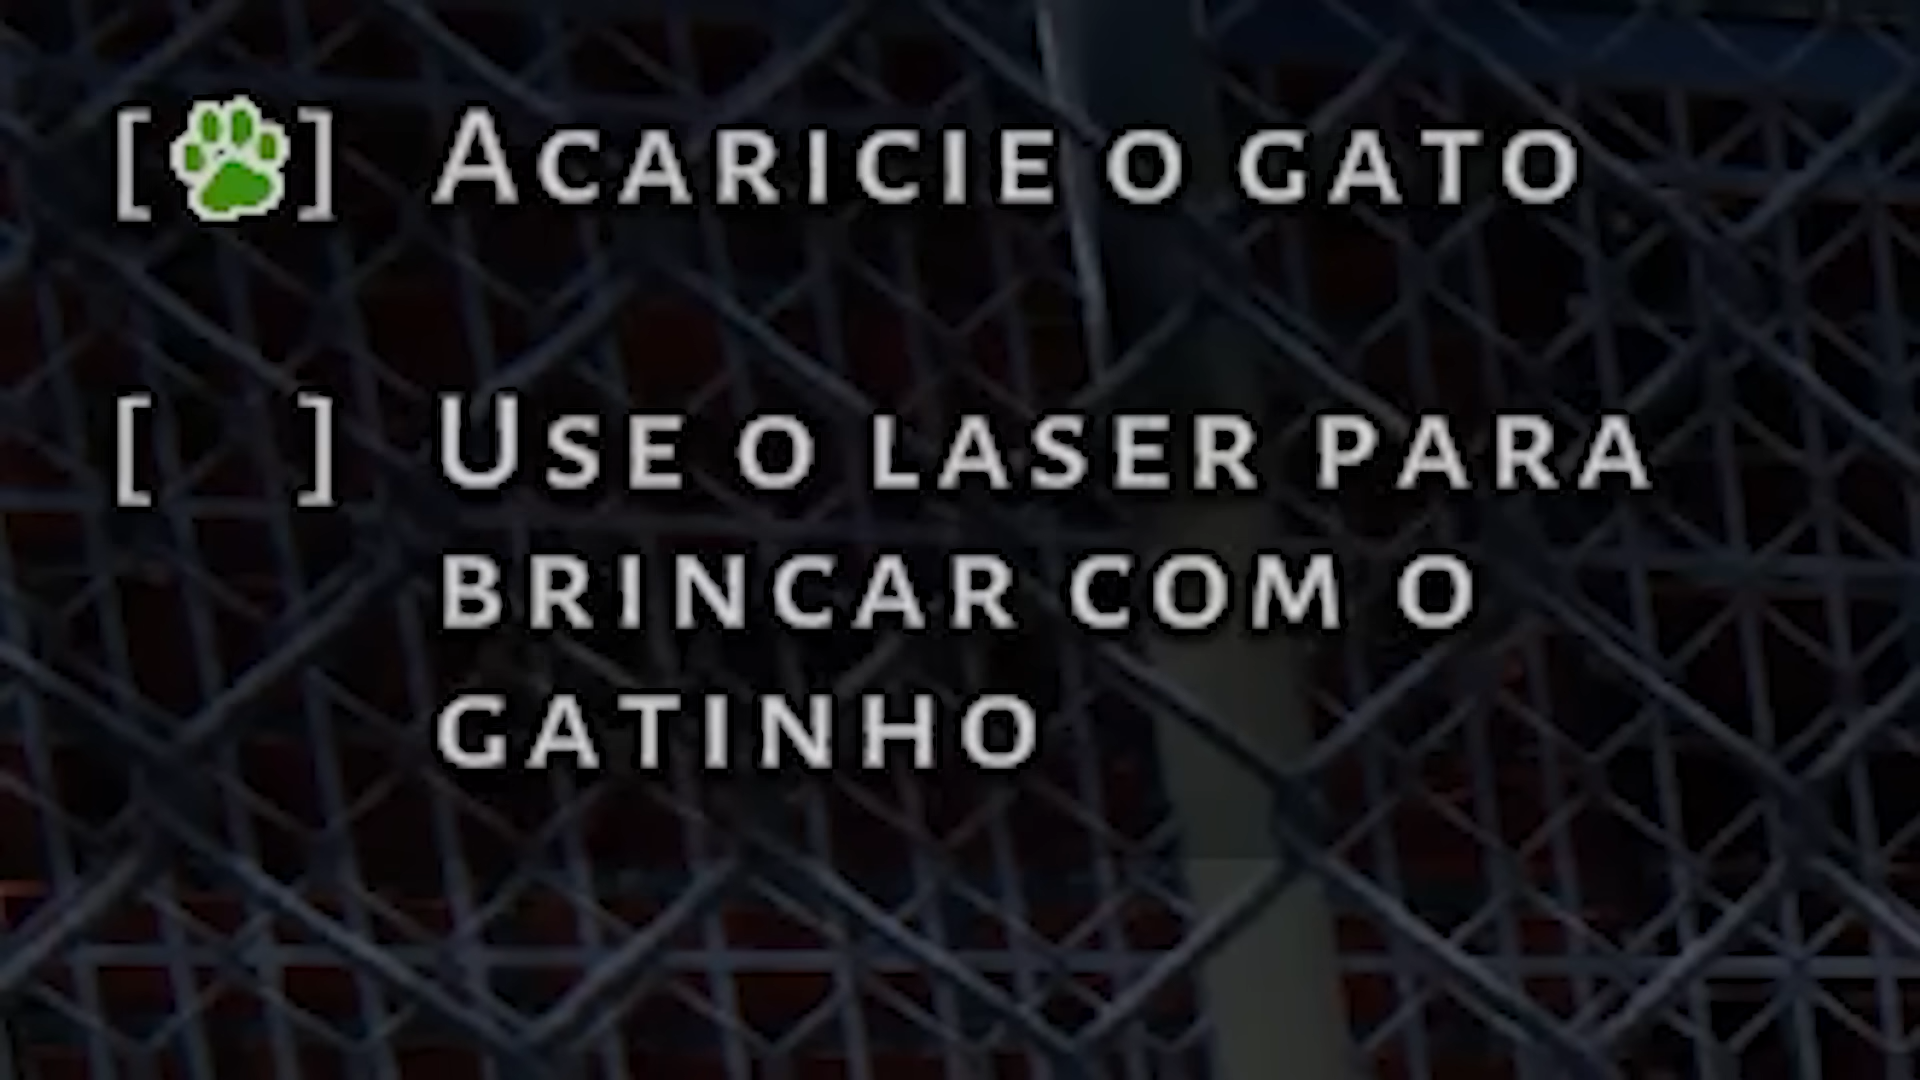 [ ] Acaricie o gato
[ ] Use o laser para
brincar com o
gatinho